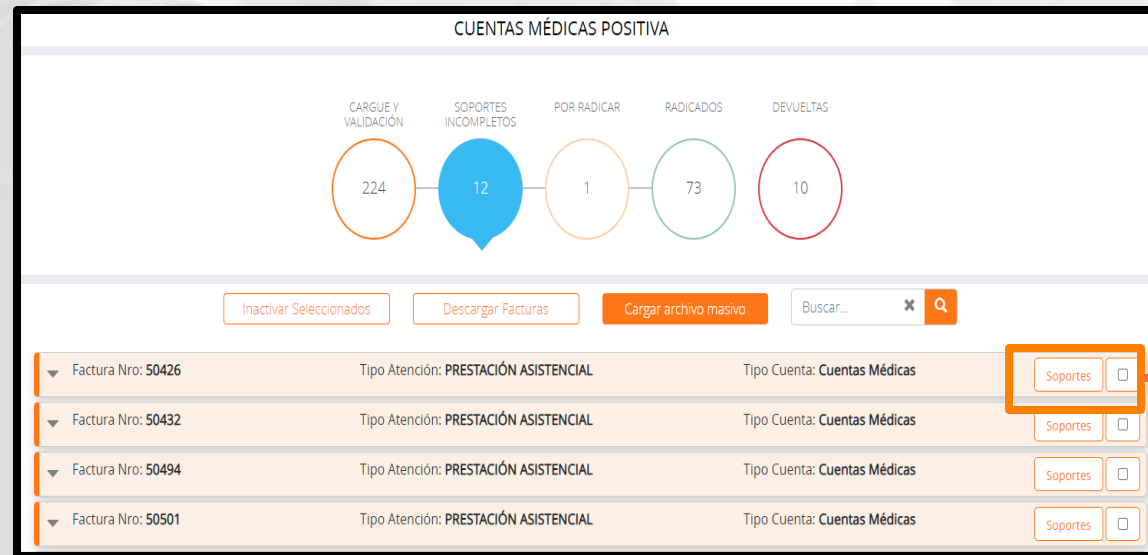 CUENTAS MÉDICAS POSITIVA
CARGUE Y VALIDACIÓN
SOPORTES INCOMPLETOS
POR RADICAR
RADICADOS
DEVUELTAS
224
12
1
73
10
Inactivar Seleccionados
Descargar Facturas
Cargar archivo masivo
Buscar...
Factura Nro: 50426 Tipo Atención: PRESTACIÓN ASISTENCIAL Tipo Cuenta: Cuentas Médicas Soportes
Factura Nro: 50432 Tipo Atención: PRESTACIÓN ASISTENCIAL Tipo Cuenta: Cuentas Médicas Soportes
Factura Nro: 50494 Tipo Atención: PRESTACIÓN ASISTENCIAL Tipo Cuenta: Cuentas Médicas Soportes
Factura Nro: 50501 Tipo Atención: PRESTACIÓN ASISTENCIAL Tipo Cuenta: Cuentas Médicas Soportes